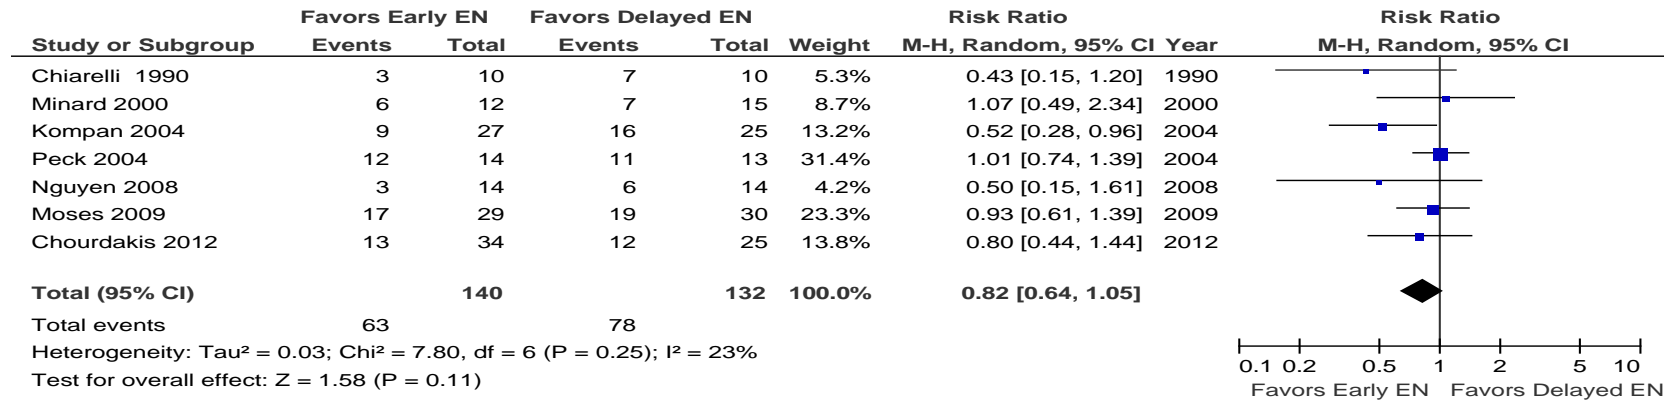 Favors Early EN Favors Delayed EN Risk Ratio Risk Ratio
Study or Subgroup Events Total Events Total Weight M-H, Random, 95% CI Year M-H, Random, 95% CI
Chiarelli 1990 3 10 7 10 5.3% 0.43 [0.15, 1.20] 1990
Minard 2000 6 12 7 15 8.7% 1.07 [0.49, 2.34] 2000
Kompan 2004 9 27 16 25 13.2% 0.52 [0.28, 0.96] 2004
Peck 2004 12 14 11 13 31.4% 1.01 [0.74, 1.39] 2004
Nguyen 2008 3 14 6 14 4.2% 0.50 [0.15, 1.61] 2008
Moses 2009 17 29 19 30 23.3% 0.93 [0.61, 1.39] 2009
Chourdakis 2012 13 34 12 25 13.8% 0.80 [0.44, 1.44] 2012
Total (95% CI) 140 132 100.0% 0.82 [0.64, 1.05]
Total events 63 78
Heterogeneity: Tau² = 0.03; Chi² = 7.80, df = 6 (P = 0.25); I² = 23%
Test for overall effect: Z = 1.58 (P = 0.11)
0.1 0.2 0.5 1 2 5 10
Favors Early EN Favors Delayed EN